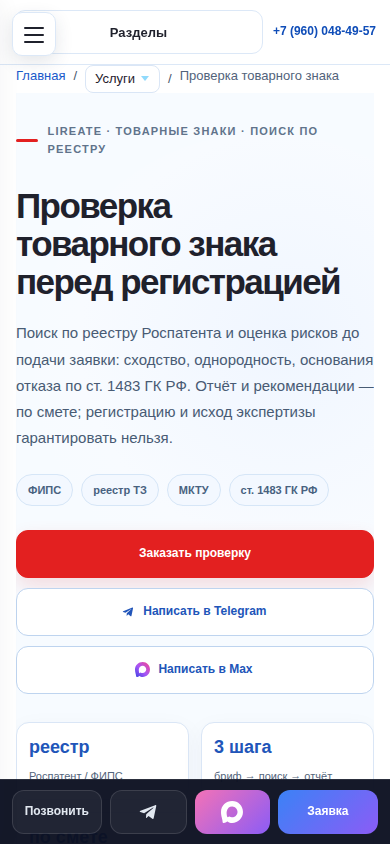 Разделы
+7 (960) 048-49-57
Главная / Услуги / Проверка товарного знака
LIREATE · ТОВАРНЫЕ ЗНАКИ · ПОИСК ПО
РЕЕСТРУ
Проверка
товарного знака
перед регистрацией
Поиск по реестру Роспатента и оценка рисков до
подачи заявки: сходство, однородность, основания
отказа по ст. 1483 ГК РФ. Отчёт и рекомендации —
по смете; регистрацию и исход экспертизы
гарантировать нельзя.
ФИПС реестр ТЗ МКТУ ст. 1483 ГК РФ
Заказать проверку
Написать в Telegram
Написать в Max
реестр 3 шага
Роспатент / ФИПС бриф → поиск → отчёт
Позвонить Заявка
по смете